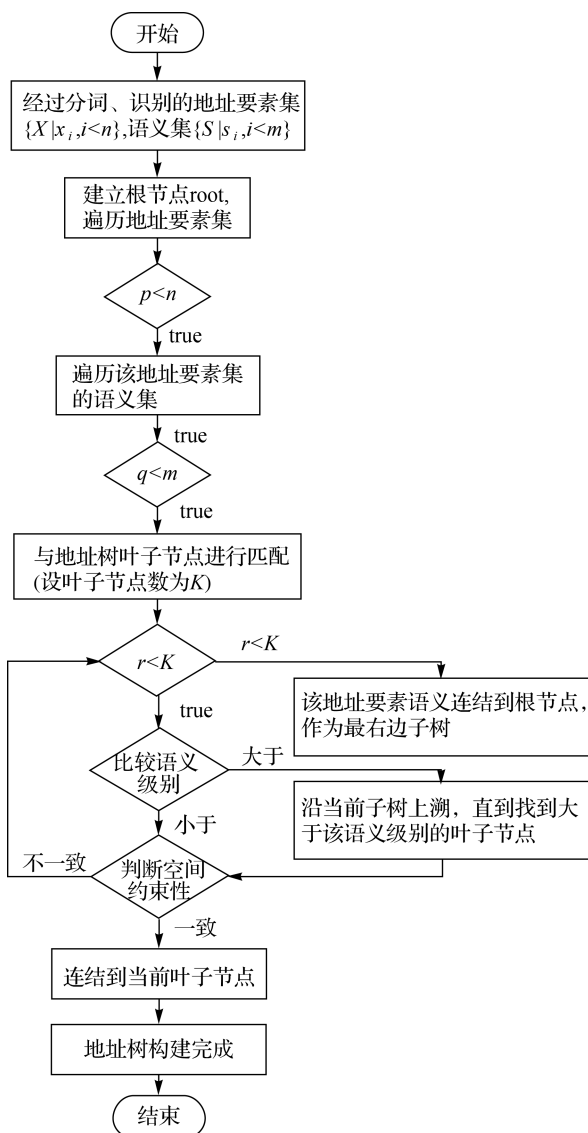 开始
经过分词、识别的地址要素集
{X|x_i,i<n},语义集{S|s_i,i<m}
建立根节点root,
遍历地址要素集
p<n
true
遍历该地址要素集
的语义集
true
q<m
true
与地址树叶子节点进行匹配
(设叶子节点数为K)
r<K
r<K
true
该地址要素语义连结到根节点,
作为最右边子树
比较语义
级别
大于
小于
沿当前子树上溯，直到找到大
于该语义级别的叶子节点
不一致
判断空间
约束性
一致
连结到当前叶子节点
地址树构建完成
结束